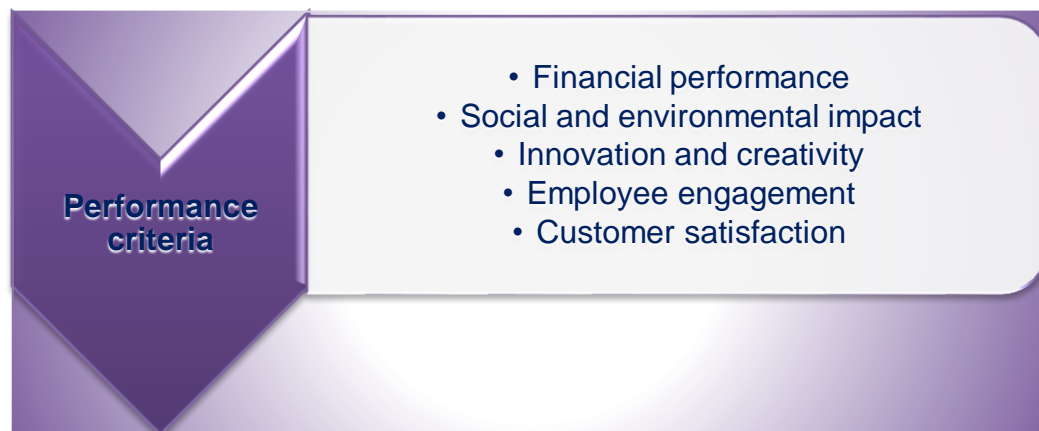 Performance
criteria
• Financial performance
• Social and environmental impact
• Innovation and creativity
• Employee engagement
• Customer satisfaction